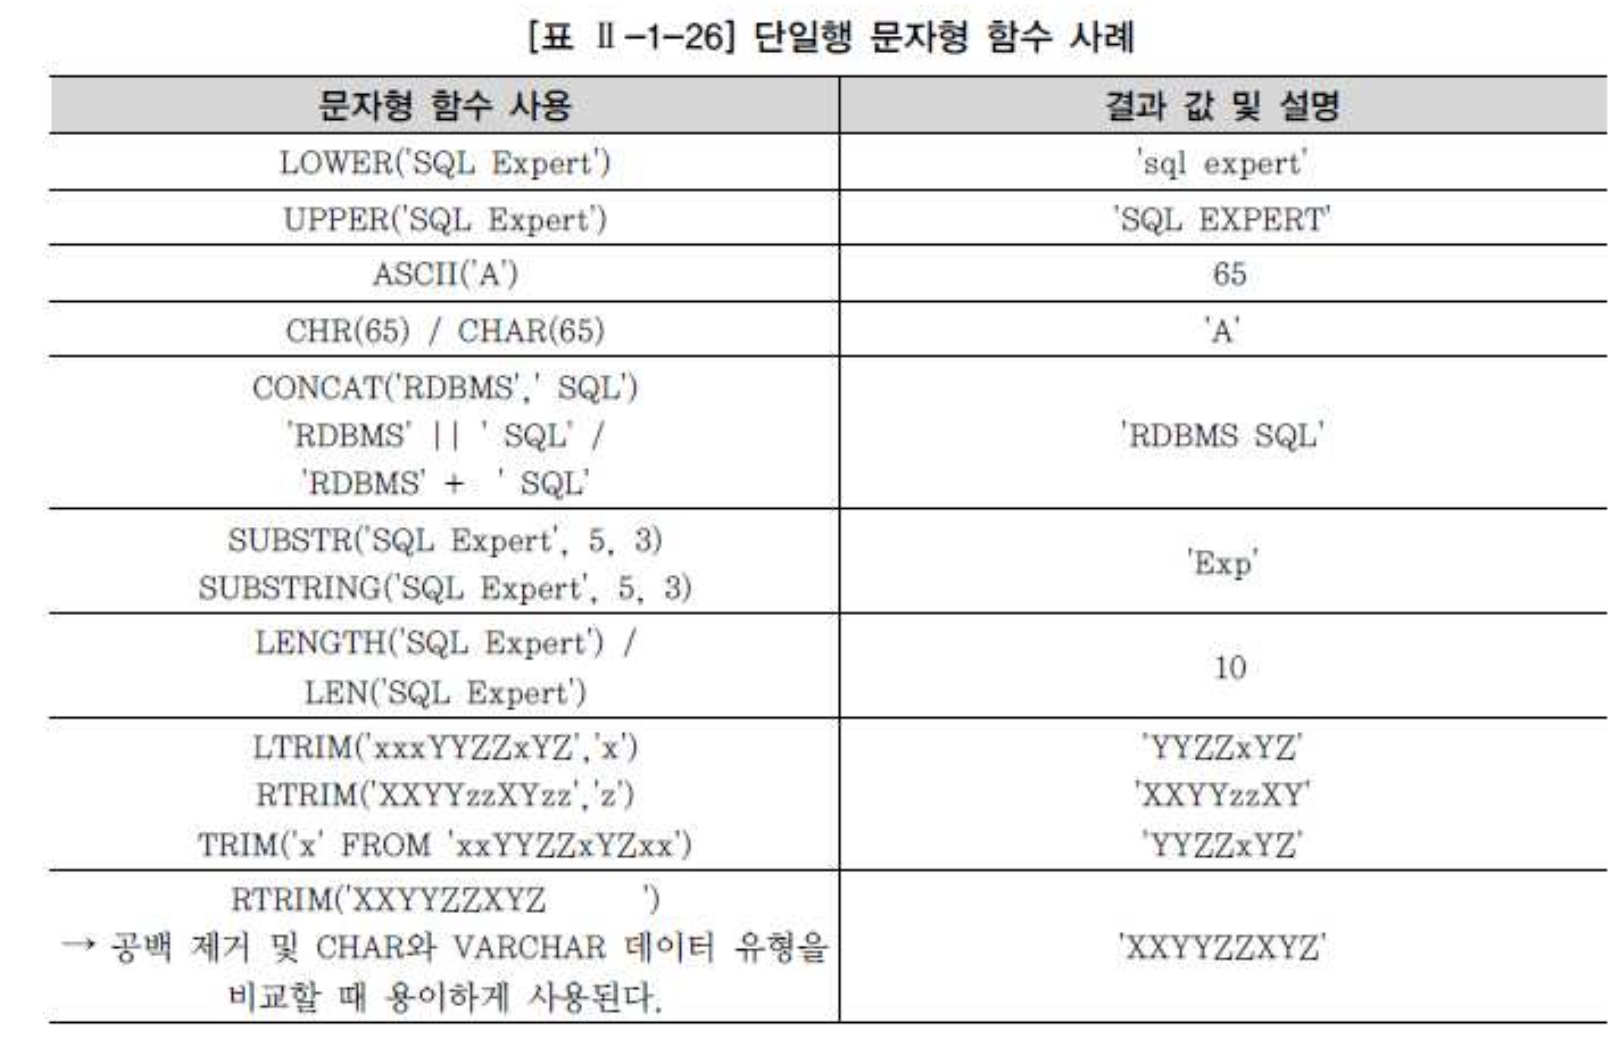 [표 Ⅱ-1-26] 단일행 문자형 함수 사례
문자형 함수 사용 결과 값 및 설명
LOWER('SQL Expert') 'sql expert'
UPPER('SQL Expert') 'SQL EXPERT'
ASCII('A') 65
CHR(65) / CHAR(65) 'A'
CONCAT('RDBMS',' SQL')
'RDBMS' || ' SQL' /
'RDBMS' + ' SQL'
'RDBMS SQL'
SUBSTR('SQL Expert', 5, 3)
SUBSTRING('SQL Expert', 5, 3)
'Exp'
LENGTH('SQL Expert') /
LEN('SQL Expert')
10
LTRIM('xxxYYZZxYZ','x') 'YYZZxYZ'
RTRIM('XXYYzzXYzz','z') 'XXYYzzXY'
TRIM('x' FROM 'xxYYZZxYZxx') 'YYZZxYZ'
RTRIM('XXYYZZXYZ      ')
→ 공백 제거 및 CHAR와 VARCHAR 데이터 유형을
비교할 때 용이하게 사용된다.
'XXYYZZXYZ'